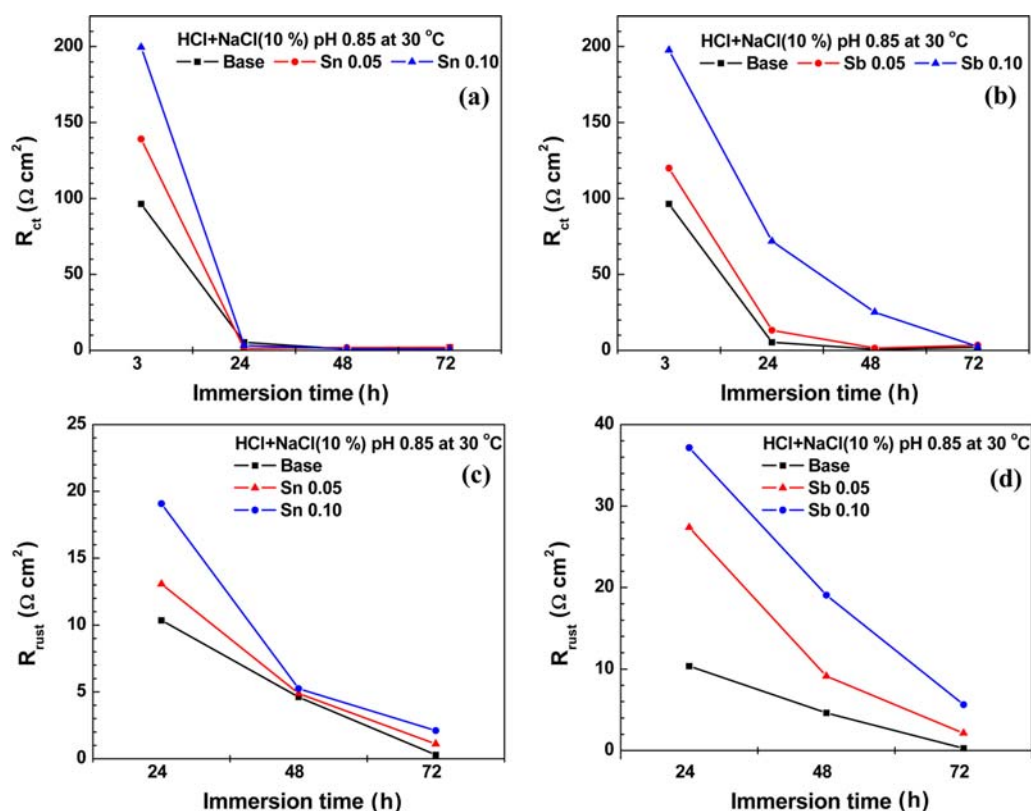 HCl+NaCl(10 %) pH 0.85 at 30 °C
Base Sn 0.05 Sn 0.10
(a)
200
150
100
50
0
R_ct (Ω cm²)
3 24 48 72
Immersion time (h)
HCl+NaCl(10 %) pH 0.85 at 30 °C
Base Sb 0.05 Sb 0.10
(b)
200
150
100
50
0
R_ct (Ω cm²)
3 24 48 72
Immersion time (h)
HCl+NaCl(10 %) pH 0.85 at 30 °C
Base
Sn 0.05
Sn 0.10
(c)
25
20
15
10
5
0
R_rust (Ω cm²)
24 48 72
Immersion time (h)
HCl+NaCl(10 %) pH 0.85 at 30 °C
Base
Sb 0.05
Sb 0.10
(d)
40
30
20
10
0
R_rust (Ω cm²)
24 48 72
Immersion time (h)